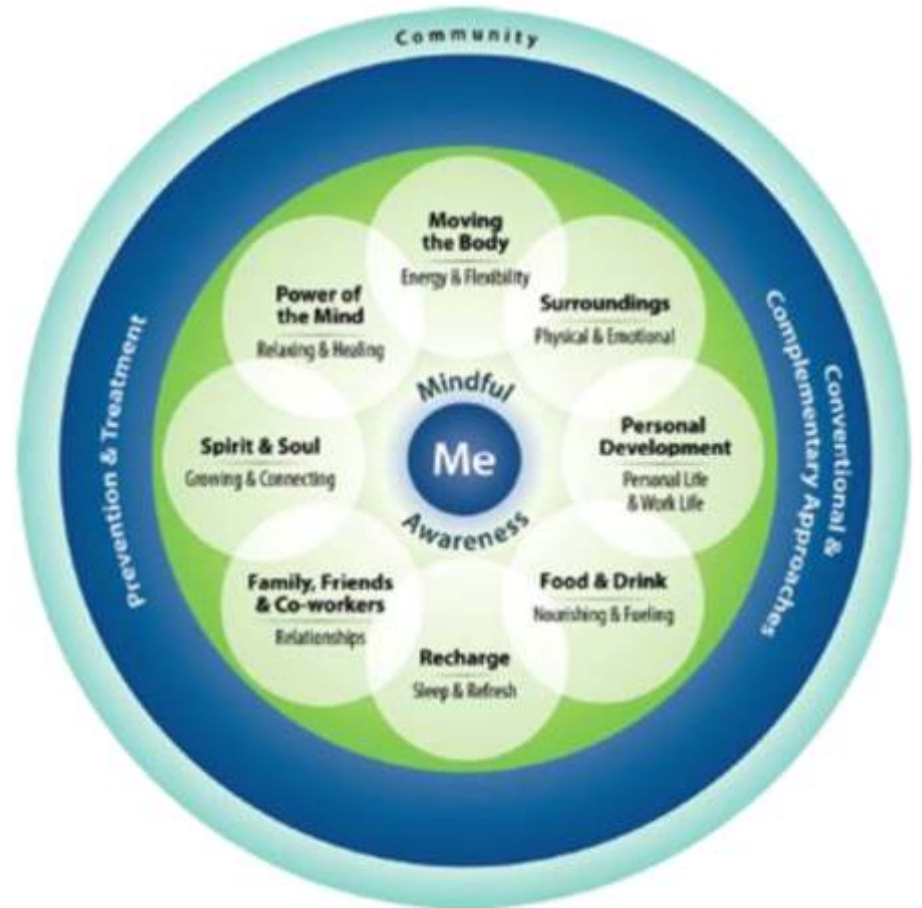 Community
Prevention & Treatment
Conventional &
Complementary Approaches
Moving
the Body
Energy & Flexibility
Surroundings
Physical & Emotional
Personal
Development
Personal Life
& Work Life
Food & Drink
Nourishing & Fueling
Recharge
Sleep & Refresh
Family, Friends
& Co-workers
Relationships
Spirit & Soul
Growing & Connecting
Power of
the Mind
Relaxing & Healing
Mindful
Me
Awareness